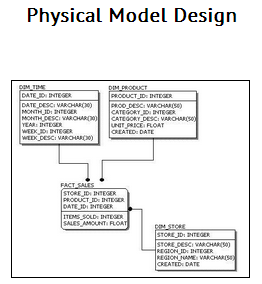 Physical Model Design
DIM_TIME
DATE_ID: INTEGER
DATE_DESC: VARCHAR(30)
MONTH_ID: INTEGER
MONTH_DESC: VARCHAR(30)
YEAR: INTEGER
WEEK_ID: INTEGER
WEEK_DESC: VARCHAR(30)
DIM_PRODUCT
PRODUCT_ID: INTEGER
PROD_DESC: VARCHAR(50)
CATEGORY_ID: INTEGER
CATEGORY_DESC: VARCHAR(50)
UNIT_PRICE: FLOAT
CREATED: DATE
FACT_SALES
STORE_ID: INTEGER
PRODUCT_ID: INTEGER
DATE_ID: INTEGER
ITEMS_SOLD: INTEGER
SALES_AMOUNT: FLOAT
DIM_STORE
STORE_ID: INTEGER
STORE_DESC: VARCHAR(50)
REGION_ID: INTEGER
REGION_NAME: VARCHAR(50)
CREATED: DATE